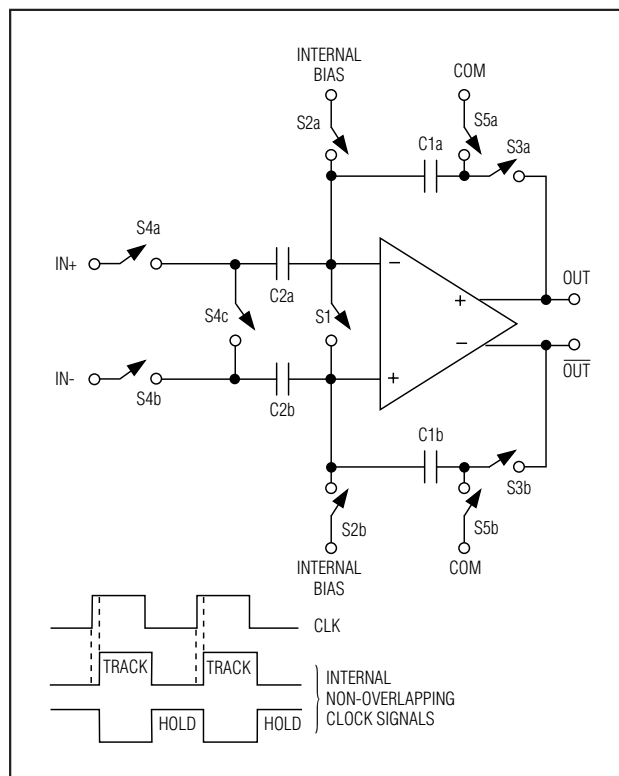 INTERNAL
BIAS
COM
S2a
S5a
C1a
S3a
S4a
IN+
C2a
−
+
OUT
S4c
S1
−
OUT
IN-
S4b
C2b
+
C1b
S3b
S2b
S5b
INTERNAL
BIAS
COM
CLK
TRACK
TRACK
INTERNAL
NON-OVERLAPPING
CLOCK SIGNALS
HOLD
HOLD